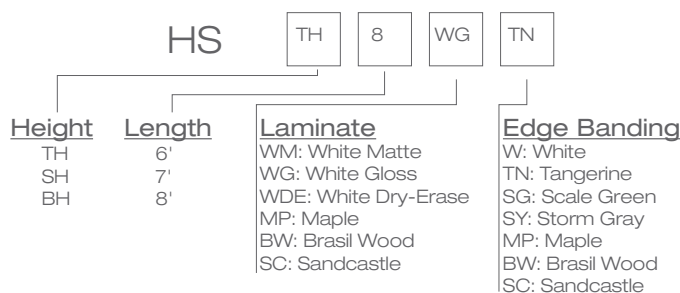 HS TH 8 WG TN
Height Length Laminate Edge Banding
TH 6' WM: White Matte W: White
SH 7' WG: White Gloss TN: Tangerine
BH 8' WDE: White Dry-Erase SG: Scale Green
MP: Maple SY: Storm Gray
BW: Brasil Wood MP: Maple
SC: Sandcastle BW: Brasil Wood
SC: Sandcastle